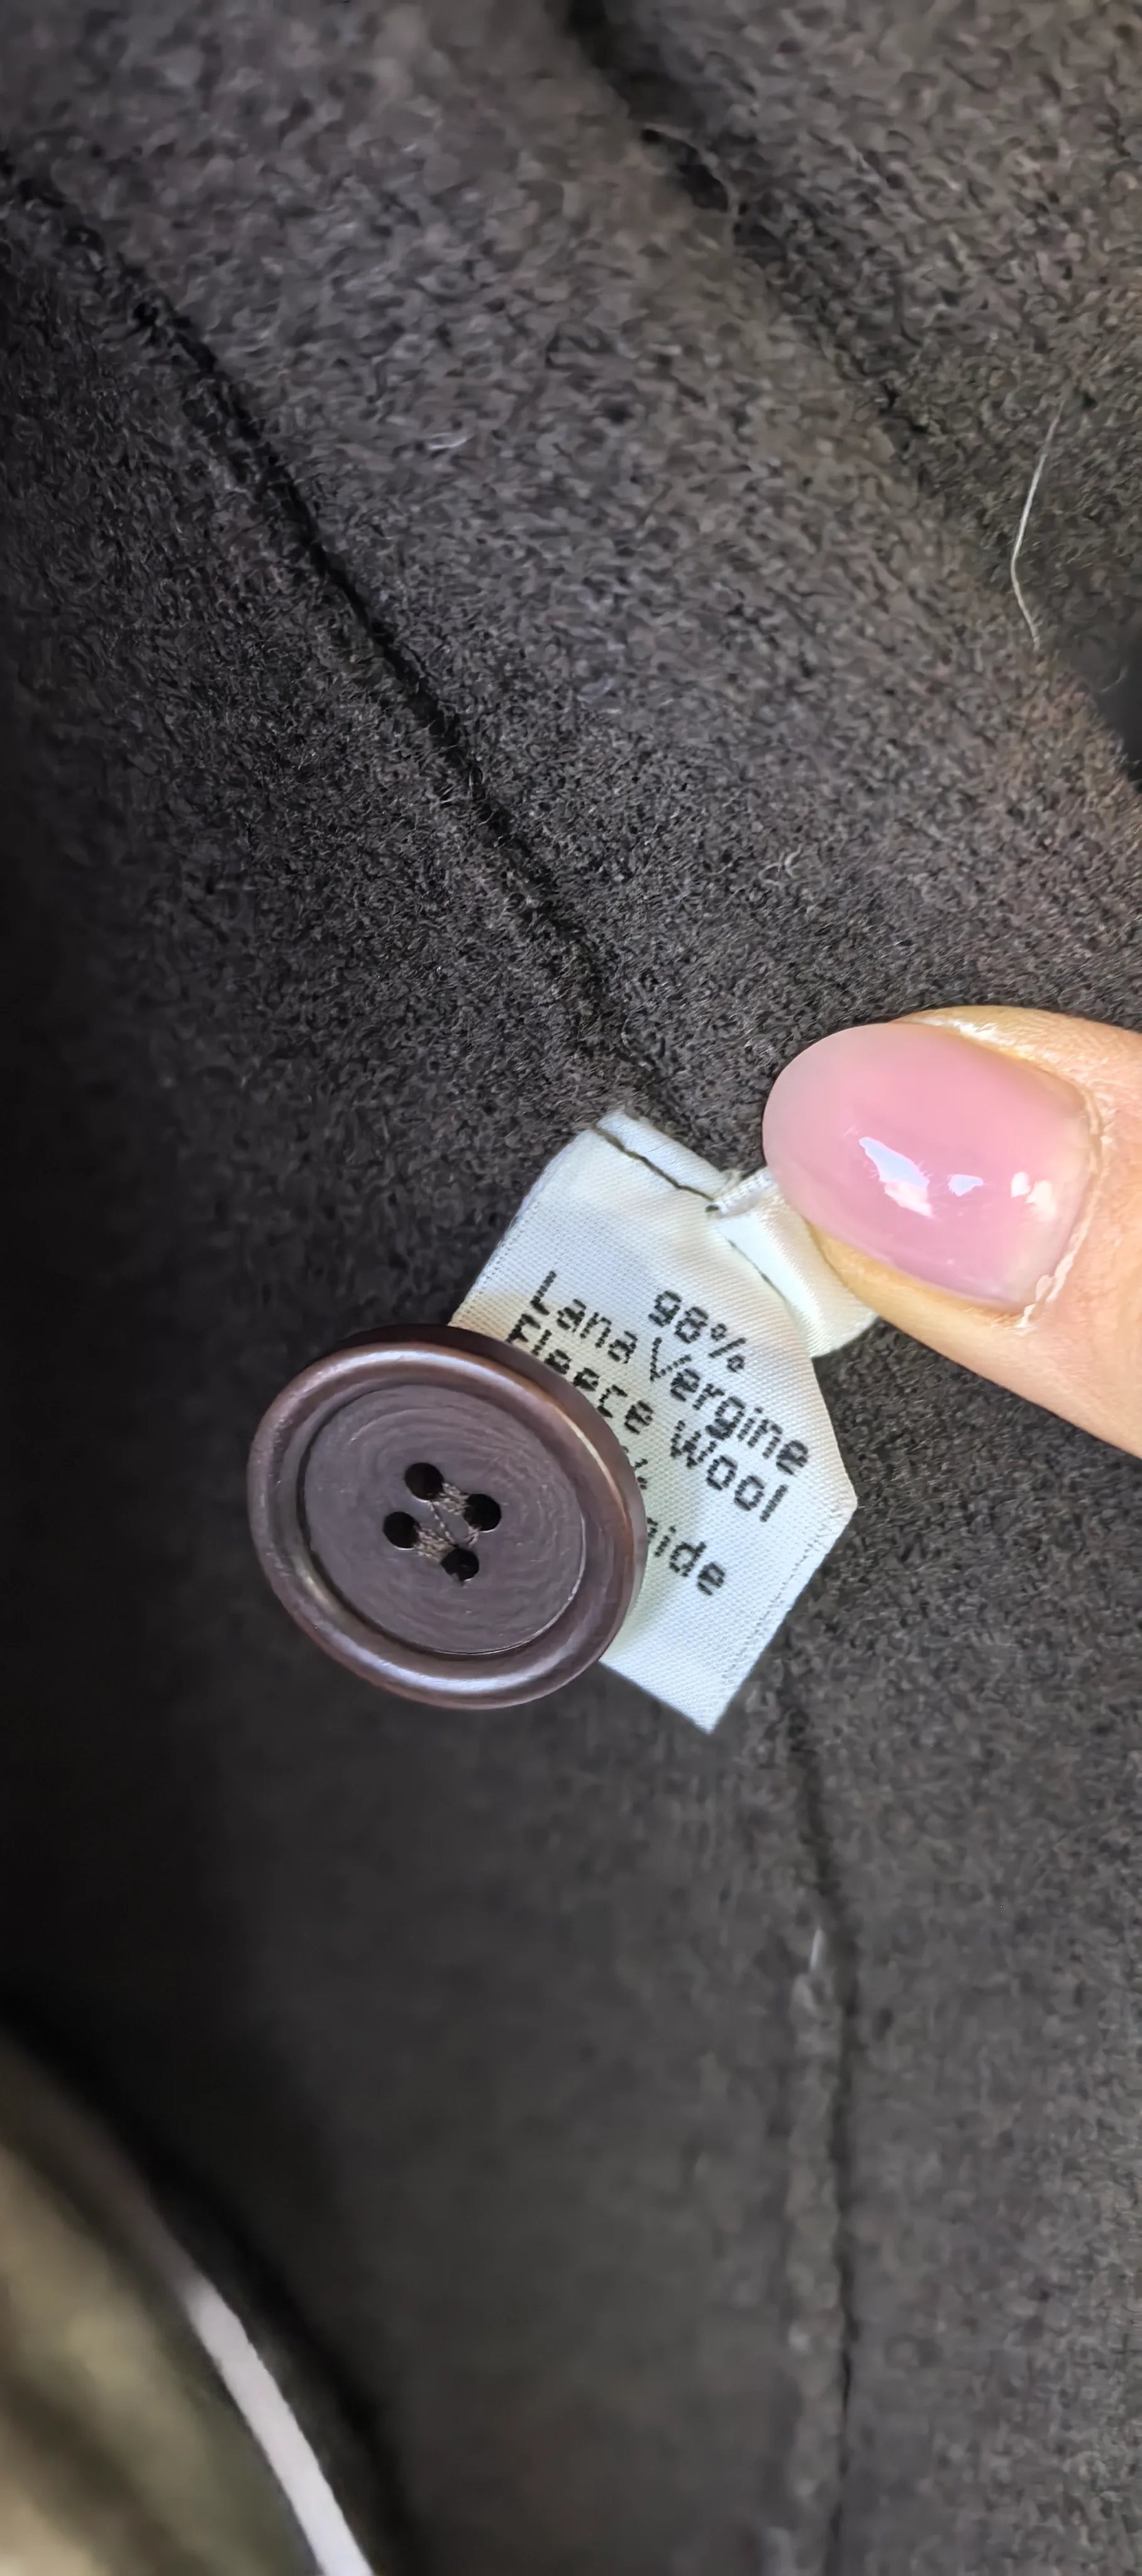 98%
Lana Vergine
Fleece Wool
%